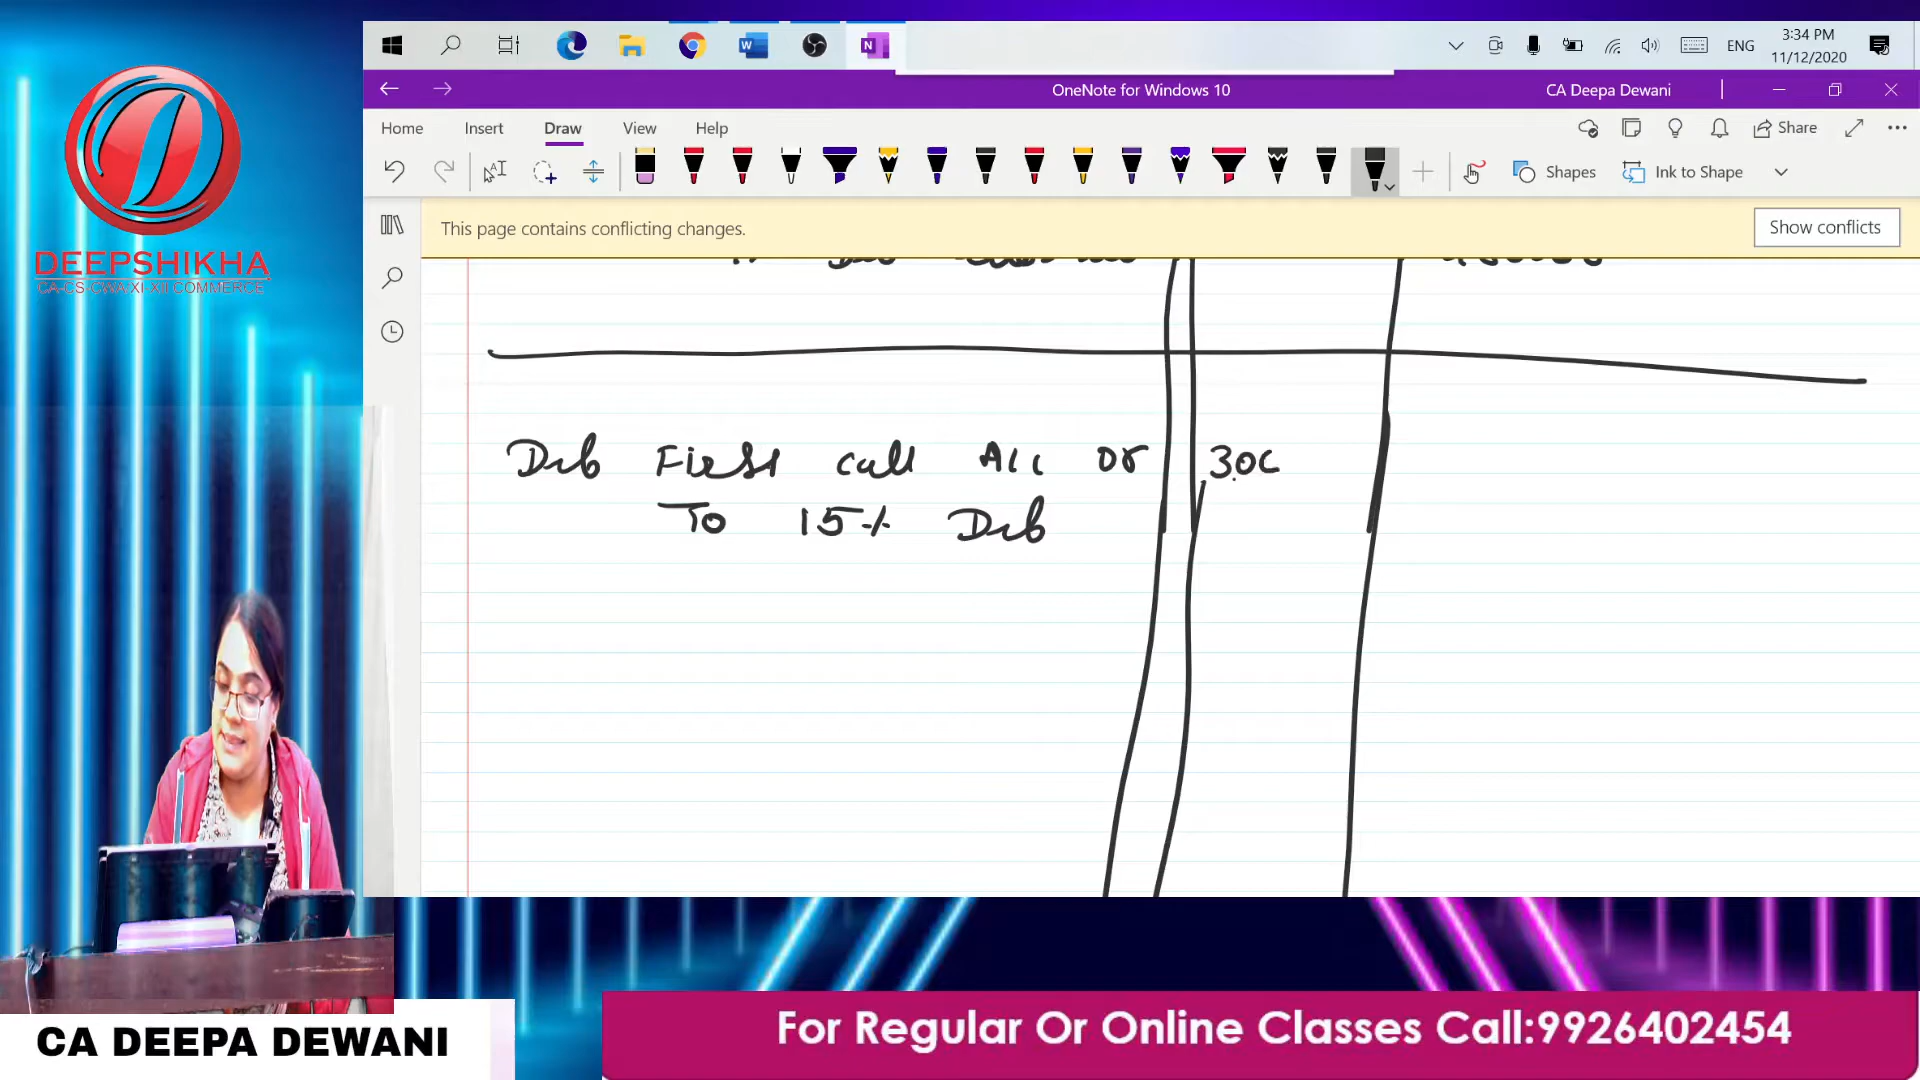 3:34 PM
ENG
11/12/2020
OneNote for Windows 10
CA Deepa Dewani
Home Insert Draw View Help
Share
Shapes
Ink to Shape
This page contains conflicting changes.
Show conflicts
DEEPSHIKHA
CA-CS-CWA/XI-XII COMMERCE
Deb First call A/c Dr 300
To 15% Deb
CA DEEPA DEWANI
For Regular Or Online Classes Call:9926402454